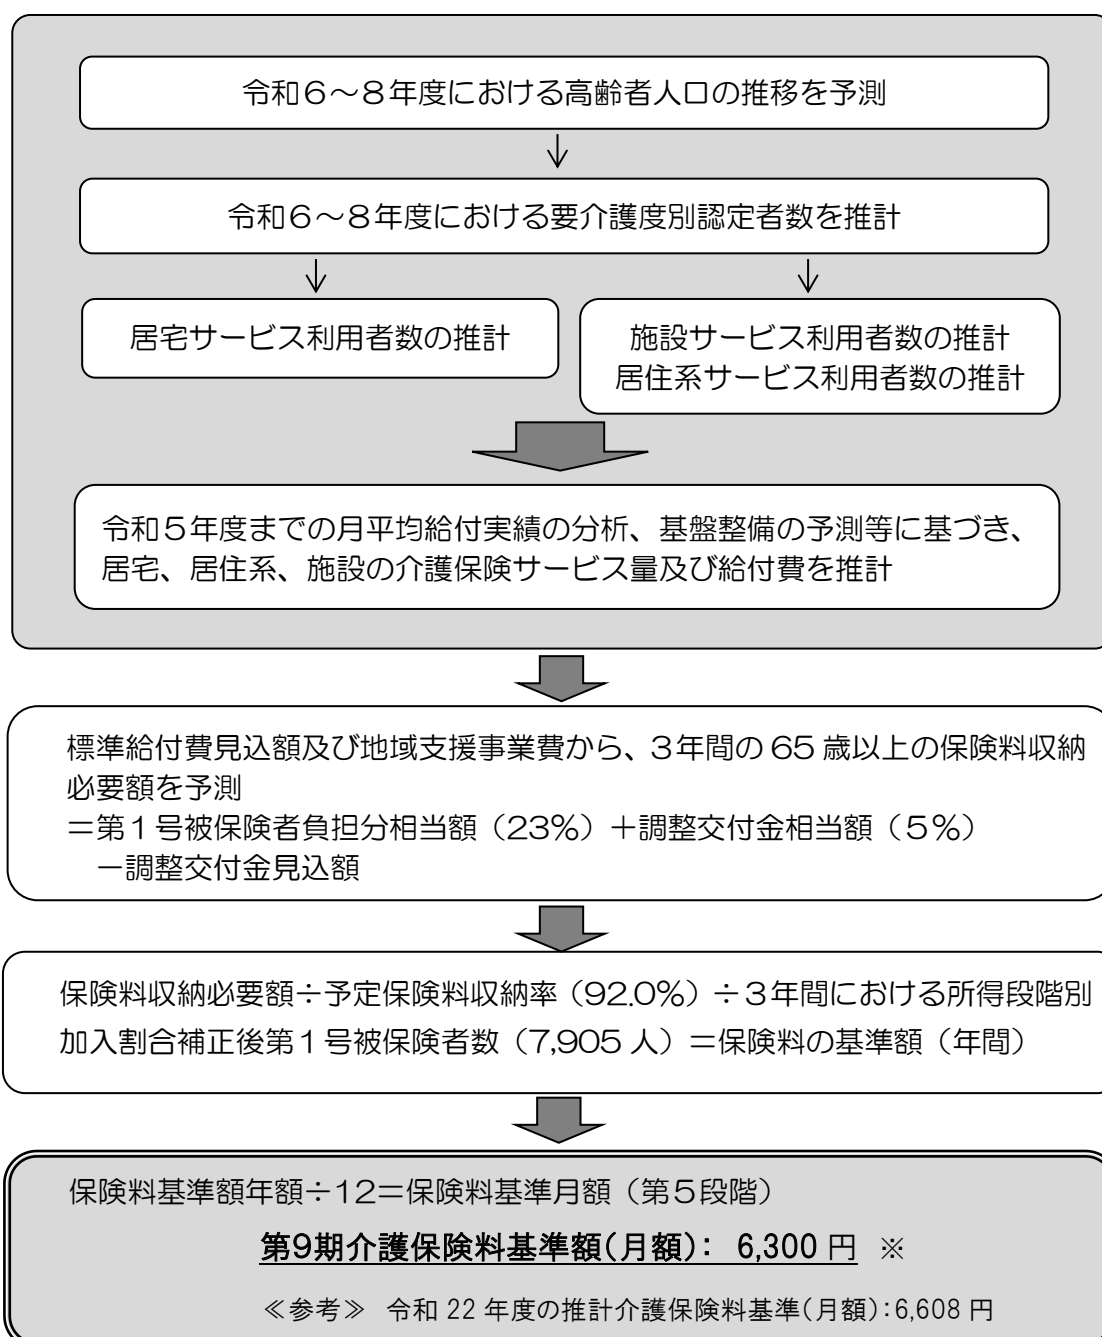 令和６～８年度における高齢者人口の推移を予測
令和６～８年度における要介護度別認定者数を推計
居宅サービス利用者数の推計
施設サービス利用者数の推計
居住系サービス利用者数の推計
令和５年度までの月平均給付実績の分析、基盤整備の予測等に基づき、
居宅、居住系、施設の介護保険サービス量及び給付費を推計
標準給付費見込額及び地域支援事業費から、３年間の 65 歳以上の保険料収納
必要額を予測
＝第１号被保険者負担分相当額（23％）＋調整交付金相当額（５％）
－調整交付金見込額
保険料収納必要額÷予定保険料収納率（92.0％）÷３年間における所得段階別
加入割合補正後第１号被保険者数（7,905 人）＝保険料の基準額（年間）
保険料基準額年額÷12＝保険料基準月額（第５段階）
第9期介護保険料基準額(月額)： 6,300 円 ※
≪参考≫ 令和 22 年度の推計介護保険料基準(月額)：6,608 円